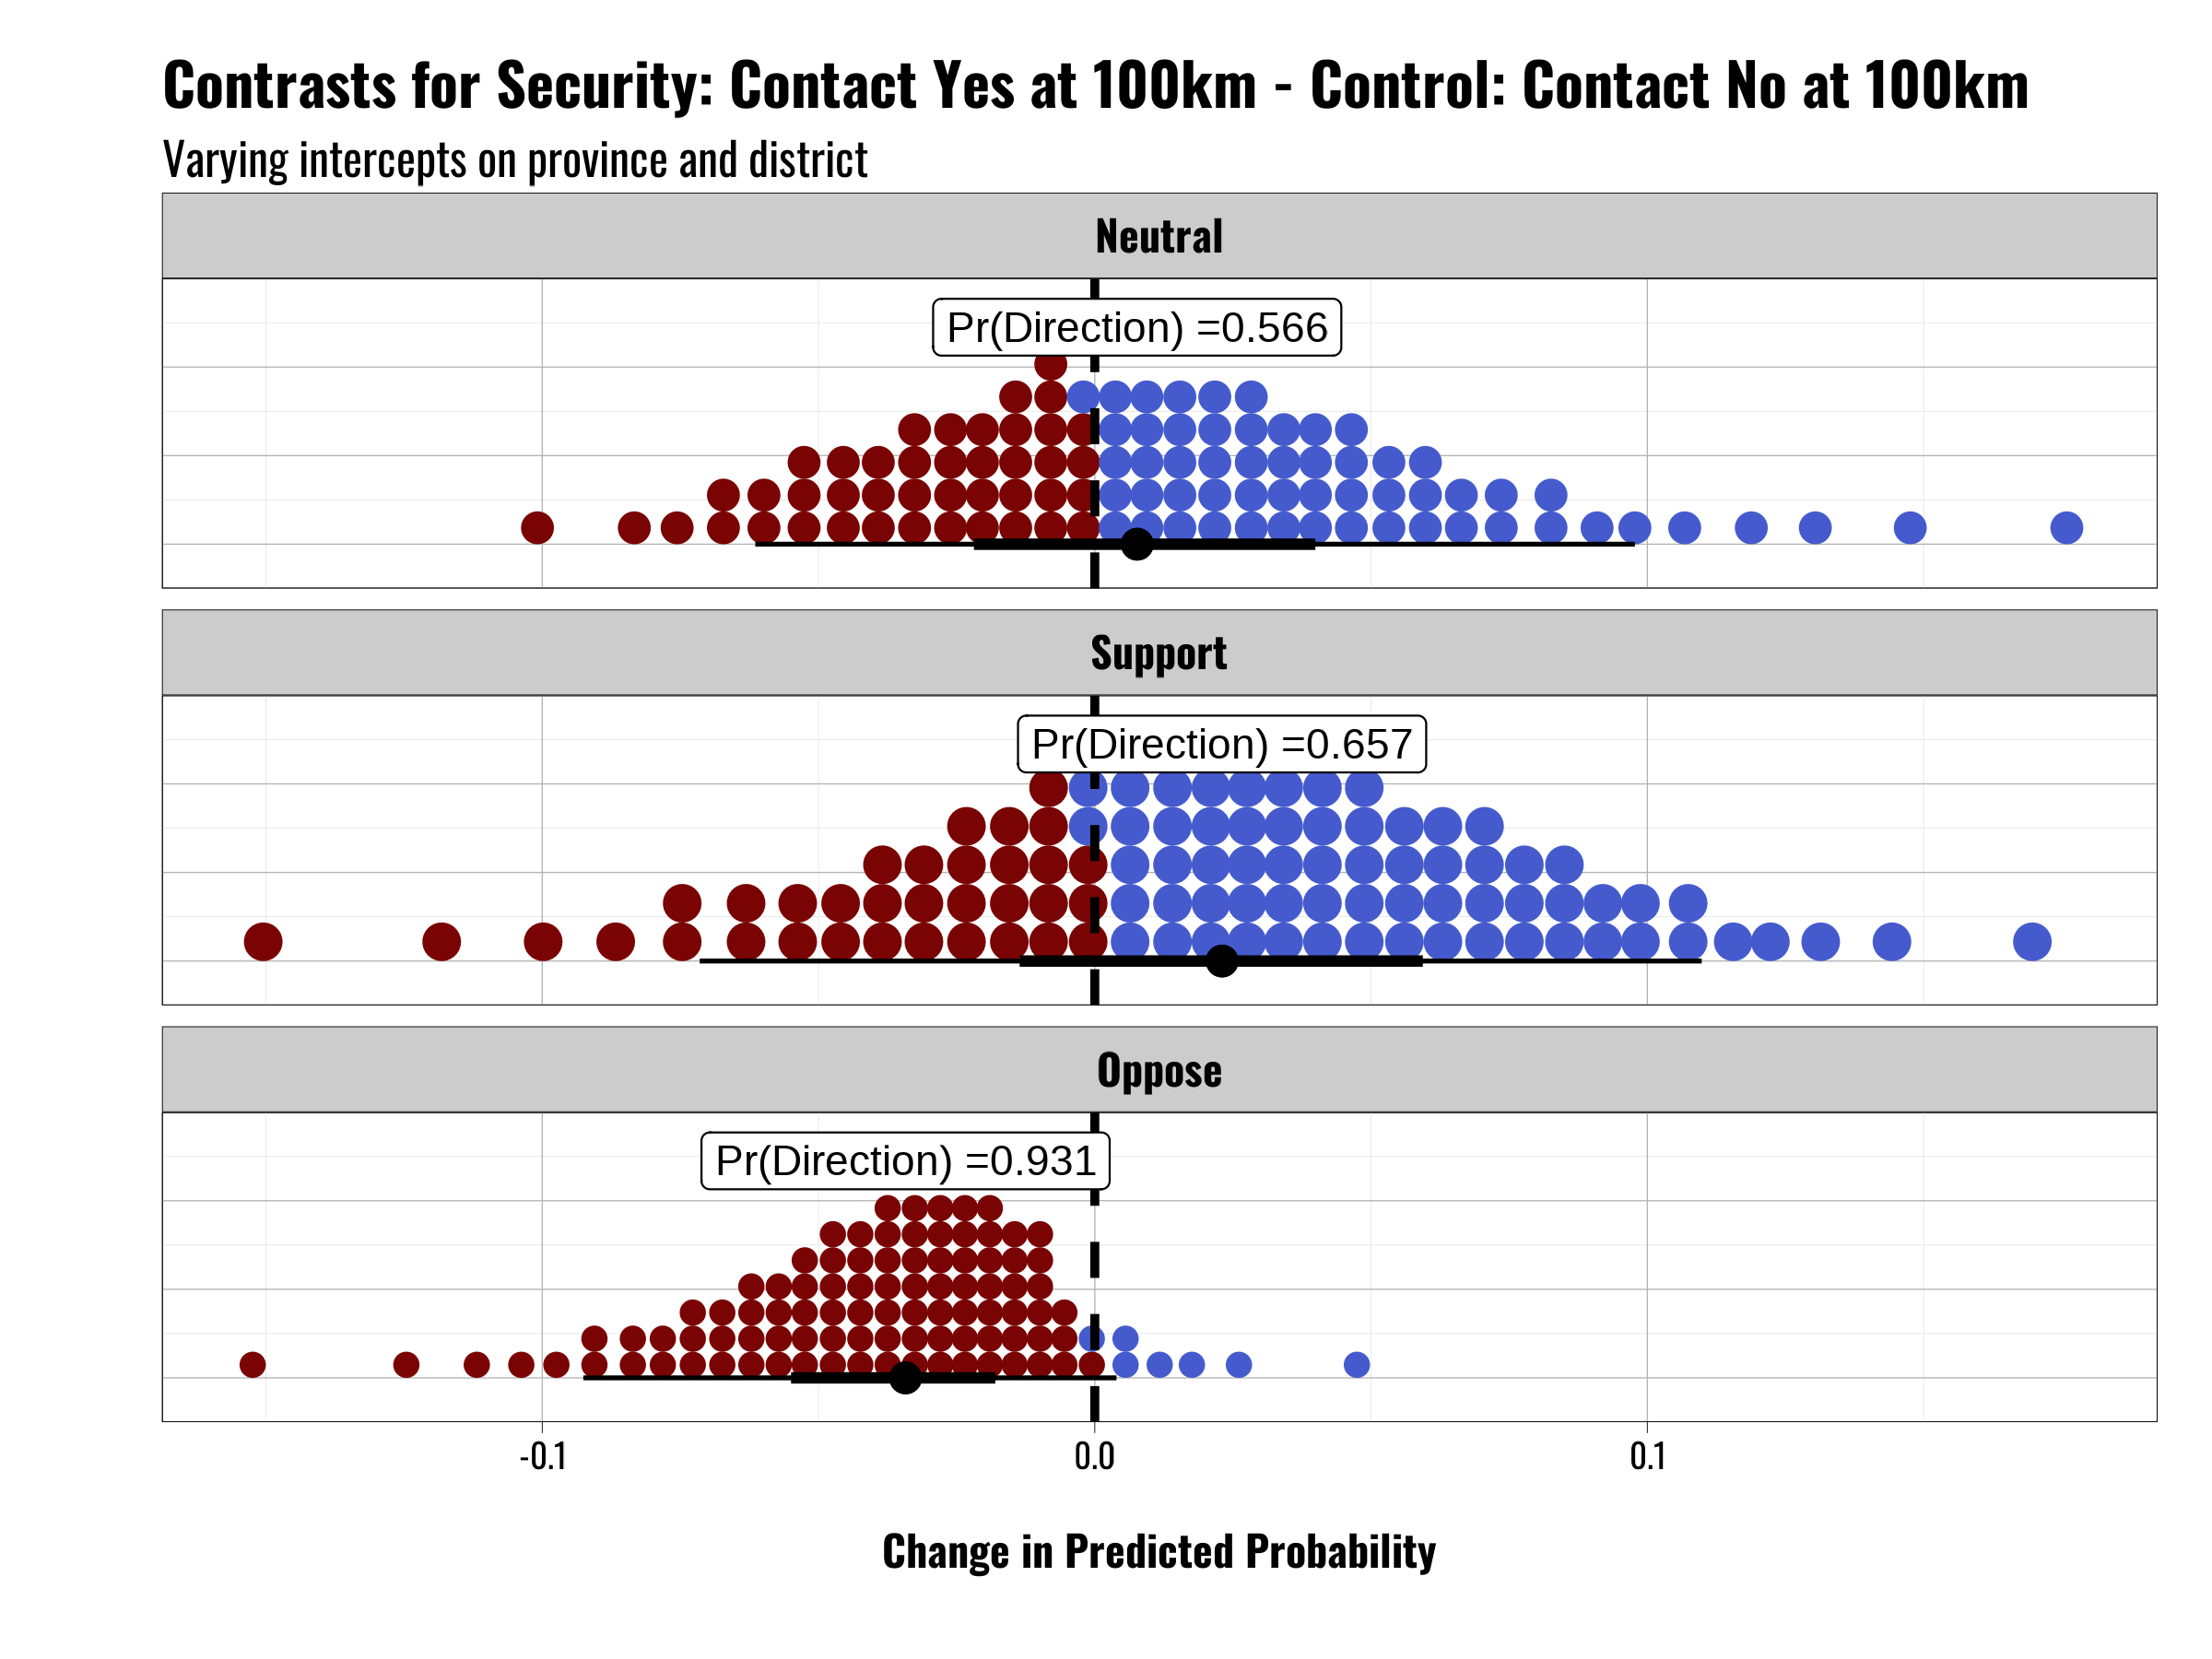 Contrasts for Security: Contact Yes at 100km - Control: Contact No at 100km
Varying intercepts on province and district
Neutral
Pr(Direction) =0.566
Support
Pr(Direction) =0.657
Oppose
Pr(Direction) =0.931
-0.1 0.0 0.1
Change in Predicted Probability